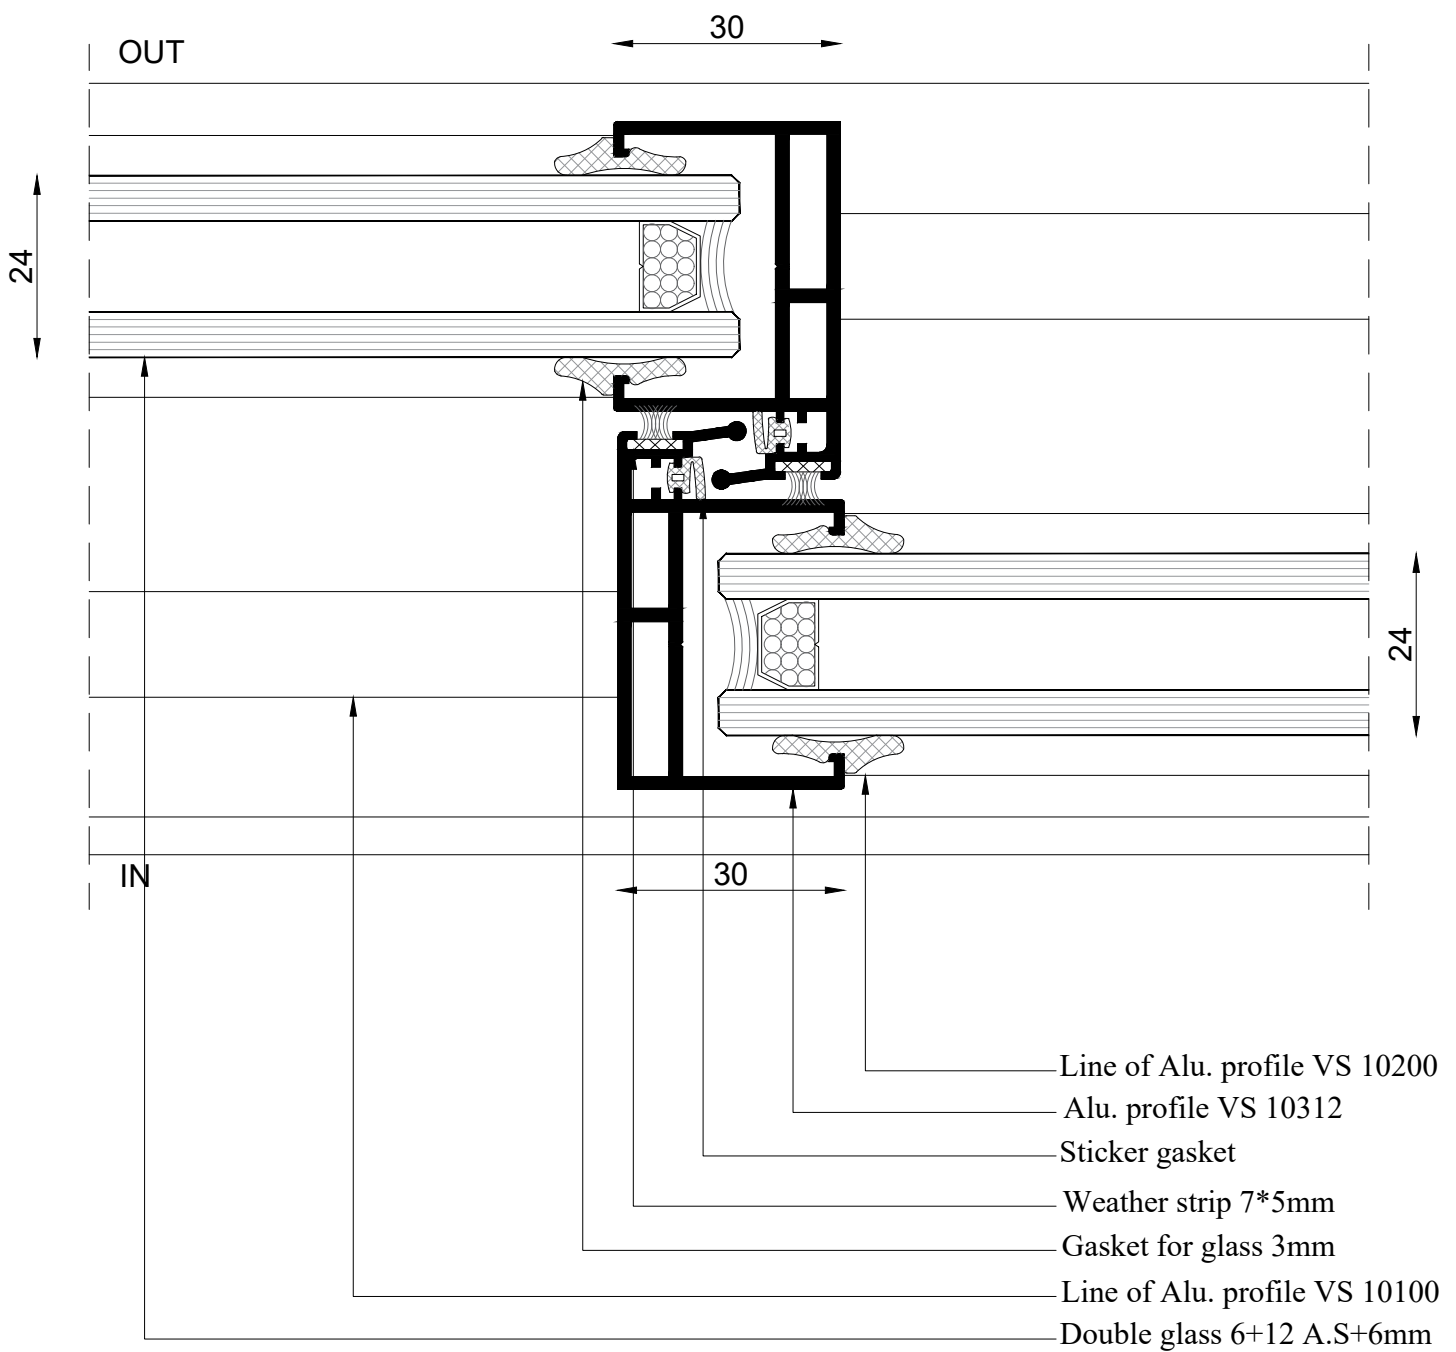 30
OUT
24
24
IN
30
Line of Alu. profile VS 10200
Alu. profile VS 10312
Sticker gasket
Weather strip 7*5mm
Gasket for glass 3mm
Line of Alu. profile VS 10100
Double glass 6+12 A.S+6mm